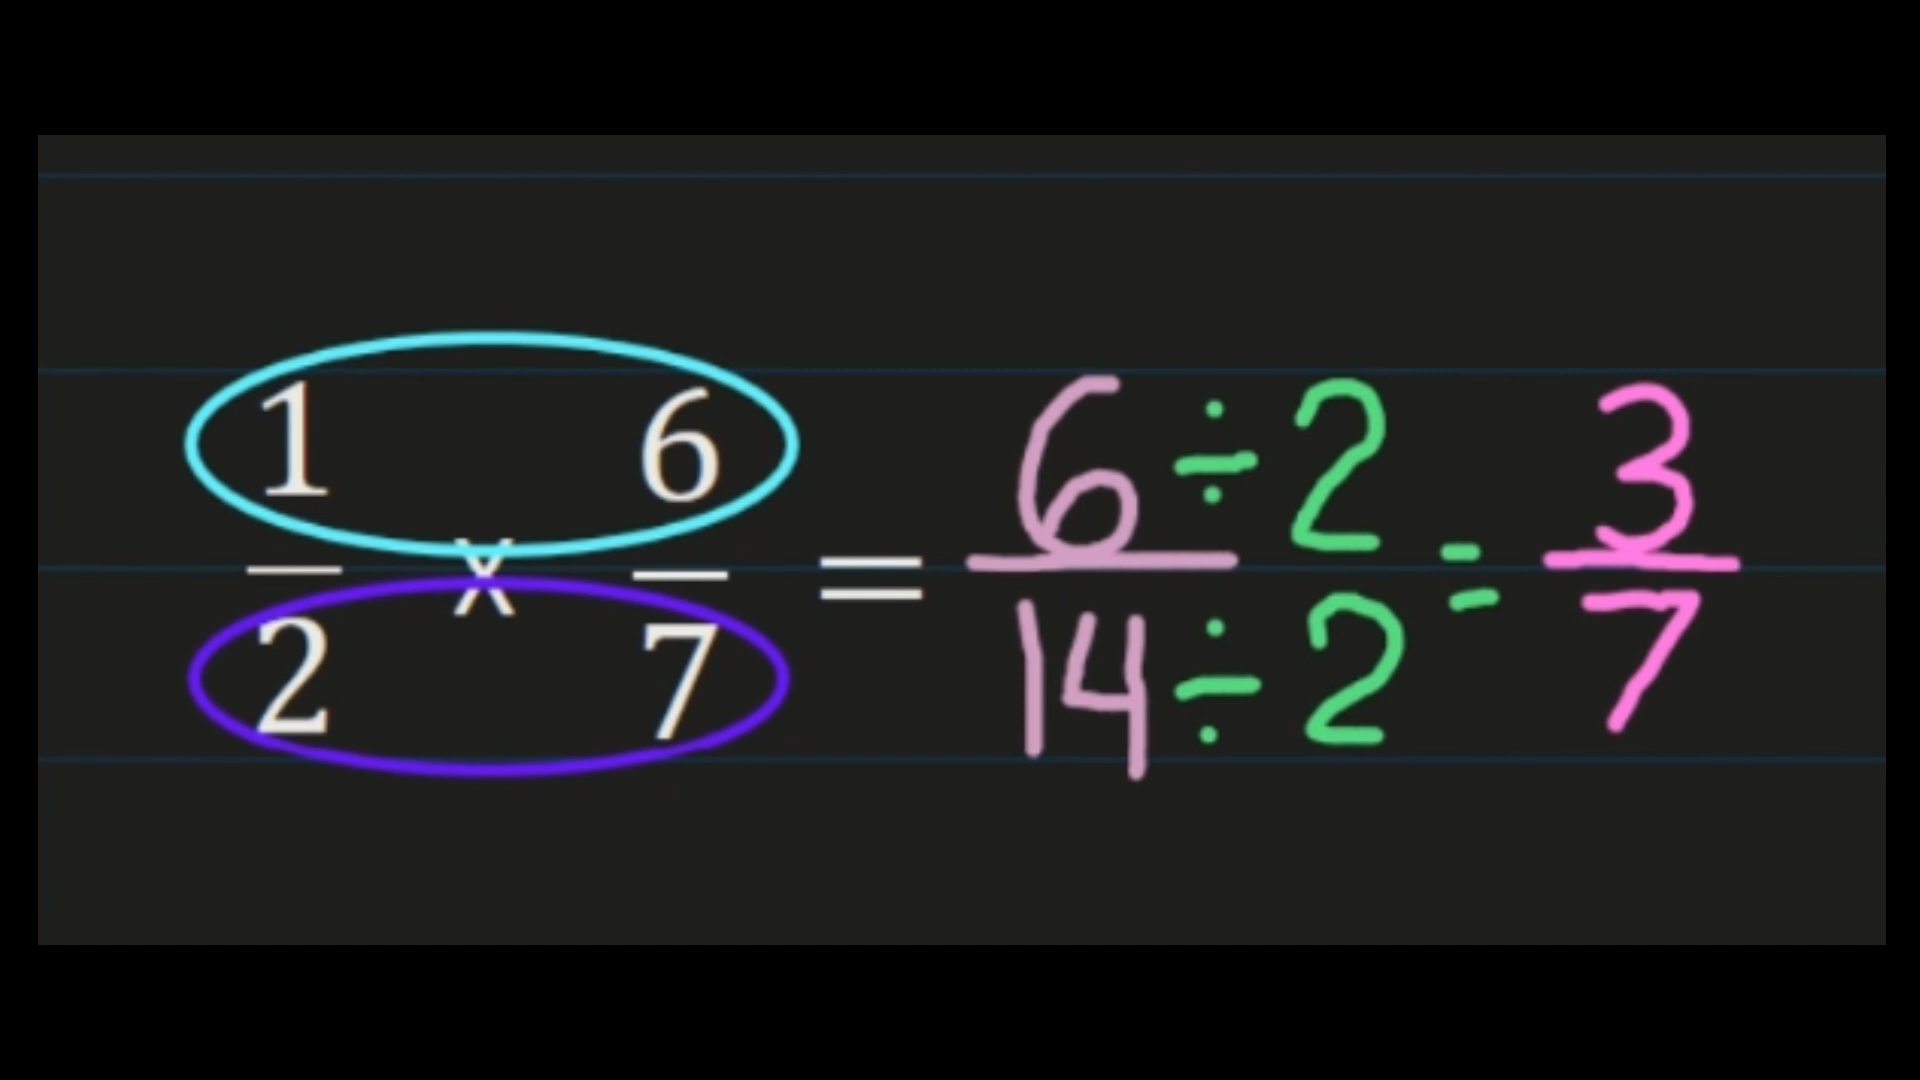 1 6 6 ÷ 2 3
— x — = — = —
2 7 14 ÷ 2 7